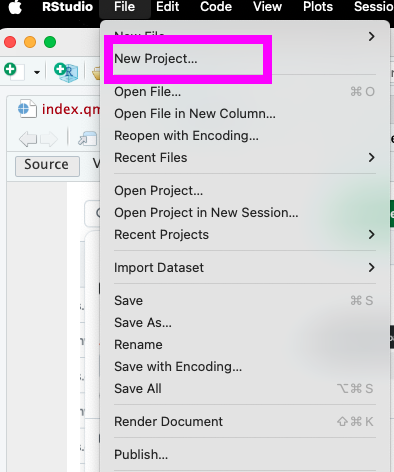 RStudio File Edit Code View Plots Sessio
New File
New Project...
index.qm
Open File... ⌘ O
Open File in New Column...
Reopen with Encoding...
Source V
Recent Files
Open Project...
Open Project in New Session...
Recent Projects
Import Dataset
Save ⌘ S
Save As...
Rename
Save with Encoding...
Save All ⌥⌘ S
Render Document ⇧⌘ K
Publish...